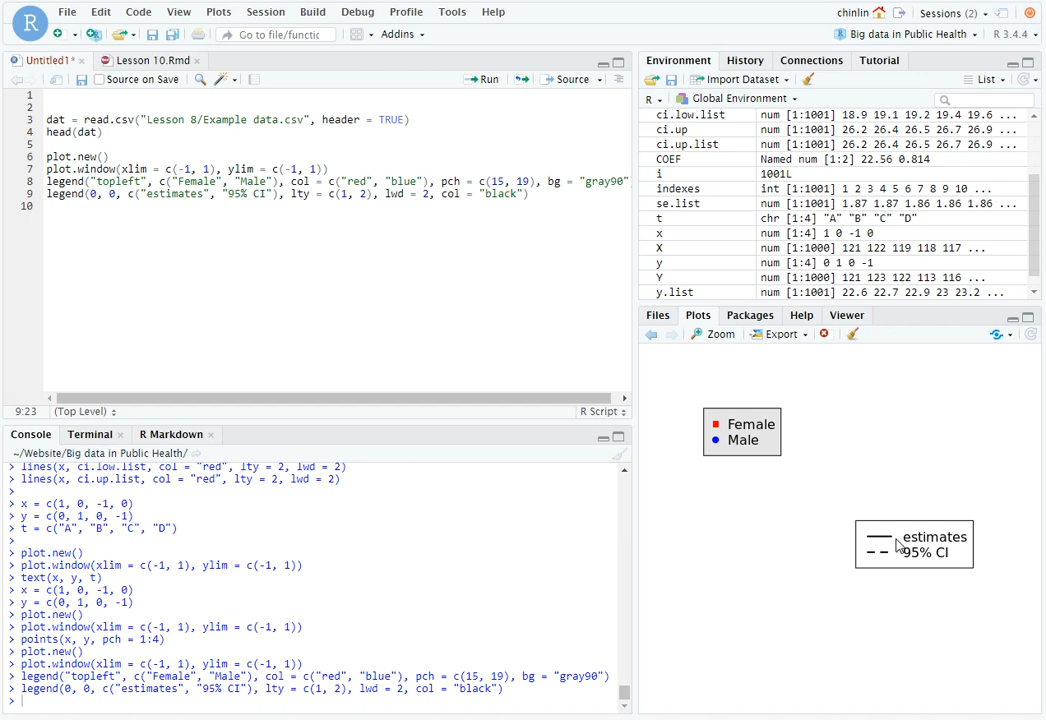 File Edit Code View Plots Session Build Debug Profile Tools Help
chinlin Sessions (2)
R
Go to file/functic
Addins
Big data in Public Health R 3.4.4
Untitled1* × Lesson 10.Rmd ×
Source on Save
Run Source
1
2
3 dat = read.csv("Lesson 8/Example data.csv", header = TRUE)
4 head(dat)
5
6 plot.new()
7 plot.window(xlim = c(-1, 1), ylim = c(-1, 1))
8 legend("topleft", c("Female", "Male"), col = c("red", "blue"), pch = c(15, 19), bg = "gray90"
9 legend(0, 0, c("estimates", "95% CI"), lty = c(1, 2), lwd = 2, col = "black")
10
9:23 (Top Level) R Script
Console Terminal × R Markdown ×
~/Website/Big data in Public Health/
> lines(x, ci.low.list, col = "red", lty = 2, lwd = 2)
> lines(x, ci.up.list, col = "red", lty = 2, lwd = 2)
>
> x = c(1, 0, -1, 0)
> y = c(0, 1, 0, -1)
> t = c("A", "B", "C", "D")
>
> plot.new()
> plot.window(xlim = c(-1, 1), ylim = c(-1, 1))
> text(x, y, t)
> x = c(1, 0, -1, 0)
> y = c(0, 1, 0, -1)
> plot.new()
> plot.window(xlim = c(-1, 1), ylim = c(-1, 1))
> points(x, y, pch = 1:4)
> plot.new()
> plot.window(xlim = c(-1, 1), ylim = c(-1, 1))
> legend("topleft", c("Female", "Male"), col = c("red", "blue"), pch = c(15, 19), bg = "gray90")
> legend(0, 0, c("estimates", "95% CI"), lty = c(1, 2), lwd = 2, col = "black")
>
Environment History Connections Tutorial
Import Dataset List
R Global Environment
ci.low.list num [1:1001] 18.9 19.1 19.2 19.4 19.6 ...
ci.up num [1:1001] 26.2 26.4 26.5 26.7 26.9 ...
ci.up.list num [1:1001] 26.2 26.4 26.5 26.7 26.9 ...
COEF Named num [1:2] 22.56 0.814
i 1001L
indexes int [1:1001] 1 2 3 4 5 6 7 8 9 10 ...
se.list num [1:1001] 1.87 1.87 1.86 1.86 1.86 ...
t chr [1:4] "A" "B" "C" "D"
x num [1:4] 1 0 -1 0
X num [1:1000] 121 122 119 118 117 ...
y num [1:4] 0 1 0 -1
Y num [1:1000] 121 123 122 113 116 ...
y.list num [1:1001] 22.6 22.7 22.9 23 23.2 ...
Files Plots Packages Help Viewer
Zoom Export
Female
Male
estimates
95% CI